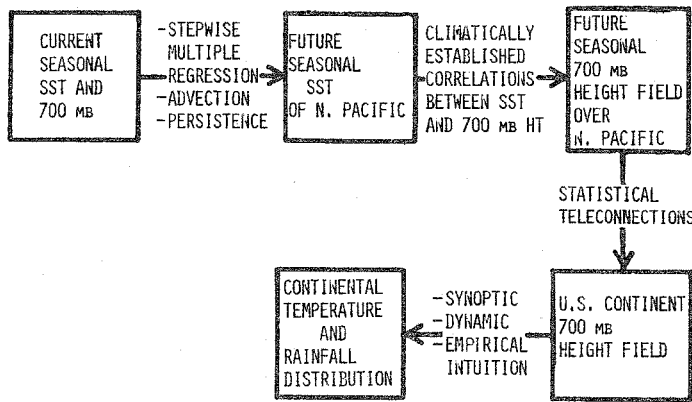 CURRENT
SEASONAL
SST AND
700 MB
-STEPWISE
MULTIPLE
REGRESSION
-ADVECTION
-PERSISTENCE
FUTURE
SEASONAL
SST
OF N. PACIFIC
CLIMATICALLY
ESTABLISHED
CORRELATIONS
BETWEEN SST
AND 700 MB HT
FUTURE
SEASONAL
700 MB
HEIGHT FIELD
OVER
N. PACIFIC
STATISTICAL
TELECONNECTIONS
U.S. CONTINENT
700 MB
HEIGHT FIELD
-SYNOPTIC
-DYNAMIC
-EMPIRICAL
INTUITION
CONTINENTAL
TEMPERATURE
AND
RAINFALL
DISTRIBUTION